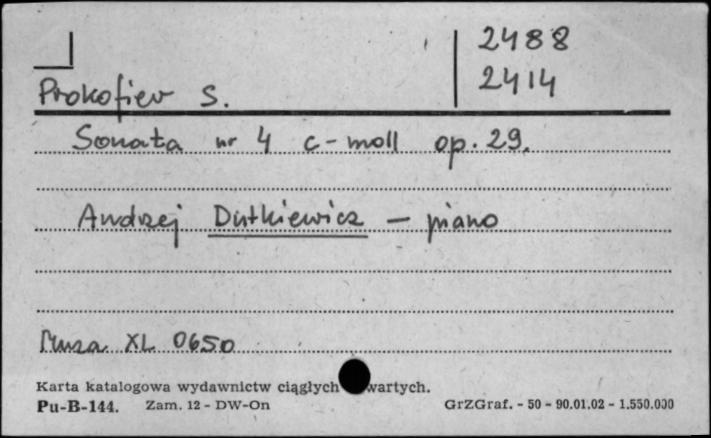 2488
2414
Prokofiev S.
Sonata nr 4 c-moll op. 29.
Andrzej Dutkiewicz — piano
Muza XL 0650
Karta katalogowa wydawnictw ciągłych wartych.
Pu-B-144. Zam. 12 - DW-On GrZGraf. - 50 - 90.01.02 - 1.550.000